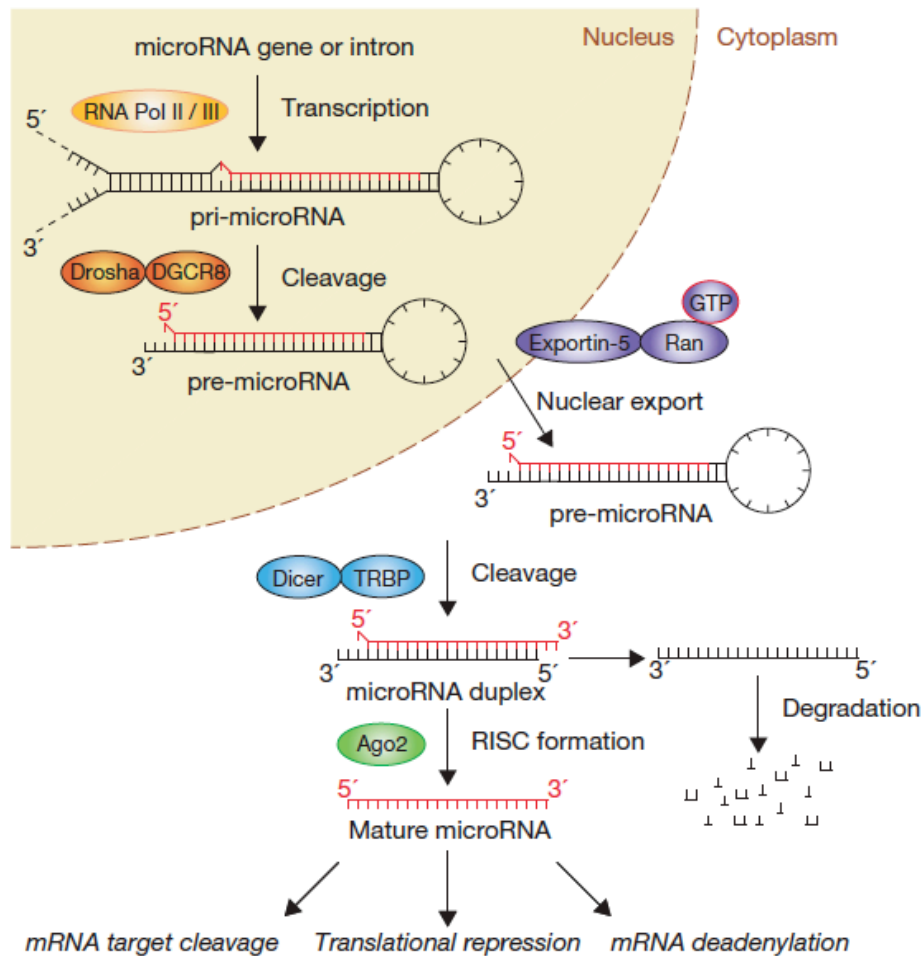 microRNA gene or intron
Nucleus
Cytoplasm
RNA Pol II / III
Transcription
5´
3´
pri-microRNA
Drosha
DGCR8
Cleavage
5´
3´
pre-microRNA
GTP
Exportin-5
Ran
Nuclear export
5´
3´
pre-microRNA
Dicer
TRBP
Cleavage
5´
3´
3´
5´
microRNA duplex
3´
5´
Degradation
Ago2
RISC formation
5´
3´
Mature microRNA
mRNA target cleavage
Translational repression
mRNA deadenylation